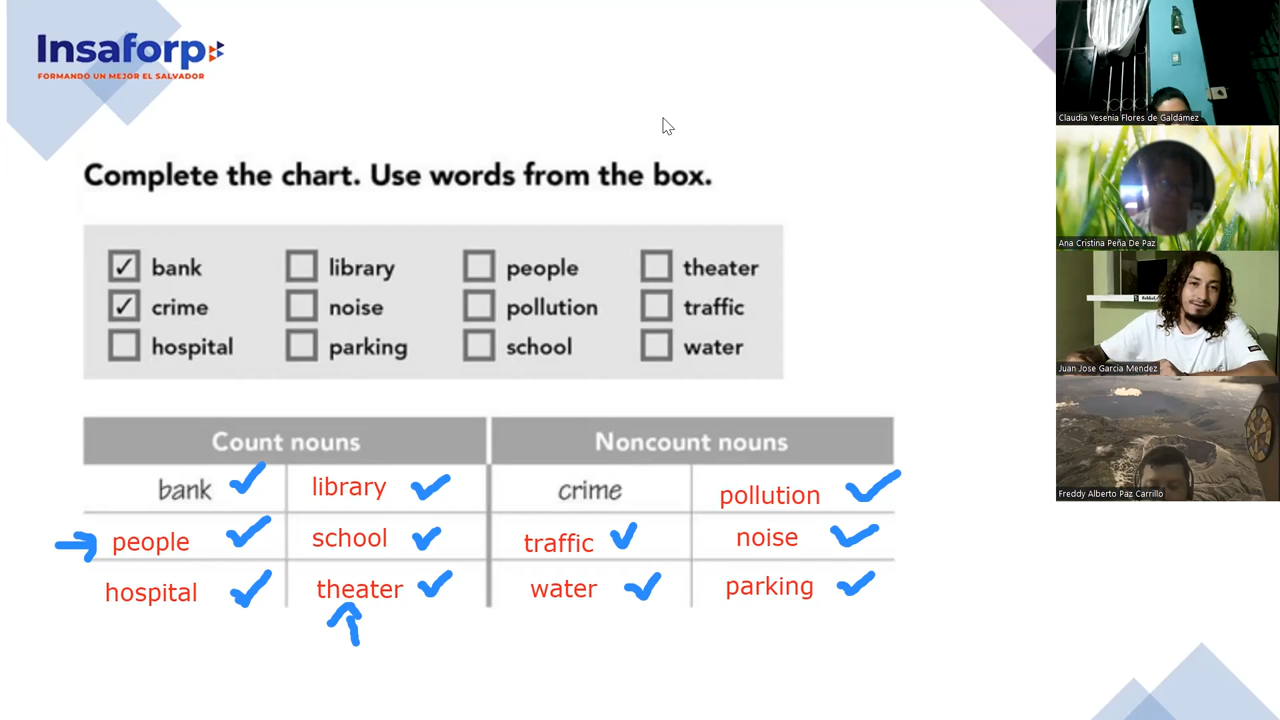 Insaforp
FORMANDO UN MEJOR EL SALVADOR
Complete the chart. Use words from the box.
✓ bank library people theater
✓ crime noise pollution traffic
hospital parking school water
Count nouns Noncount nouns
bank library crime pollution
people school traffic noise
hospital theater water parking
Claudia Yesenia Flores de Galdámez
Ana Cristina Peña De Paz
Juan Jose Garcia Mendez
Freddy Alberto Paz Carrillo